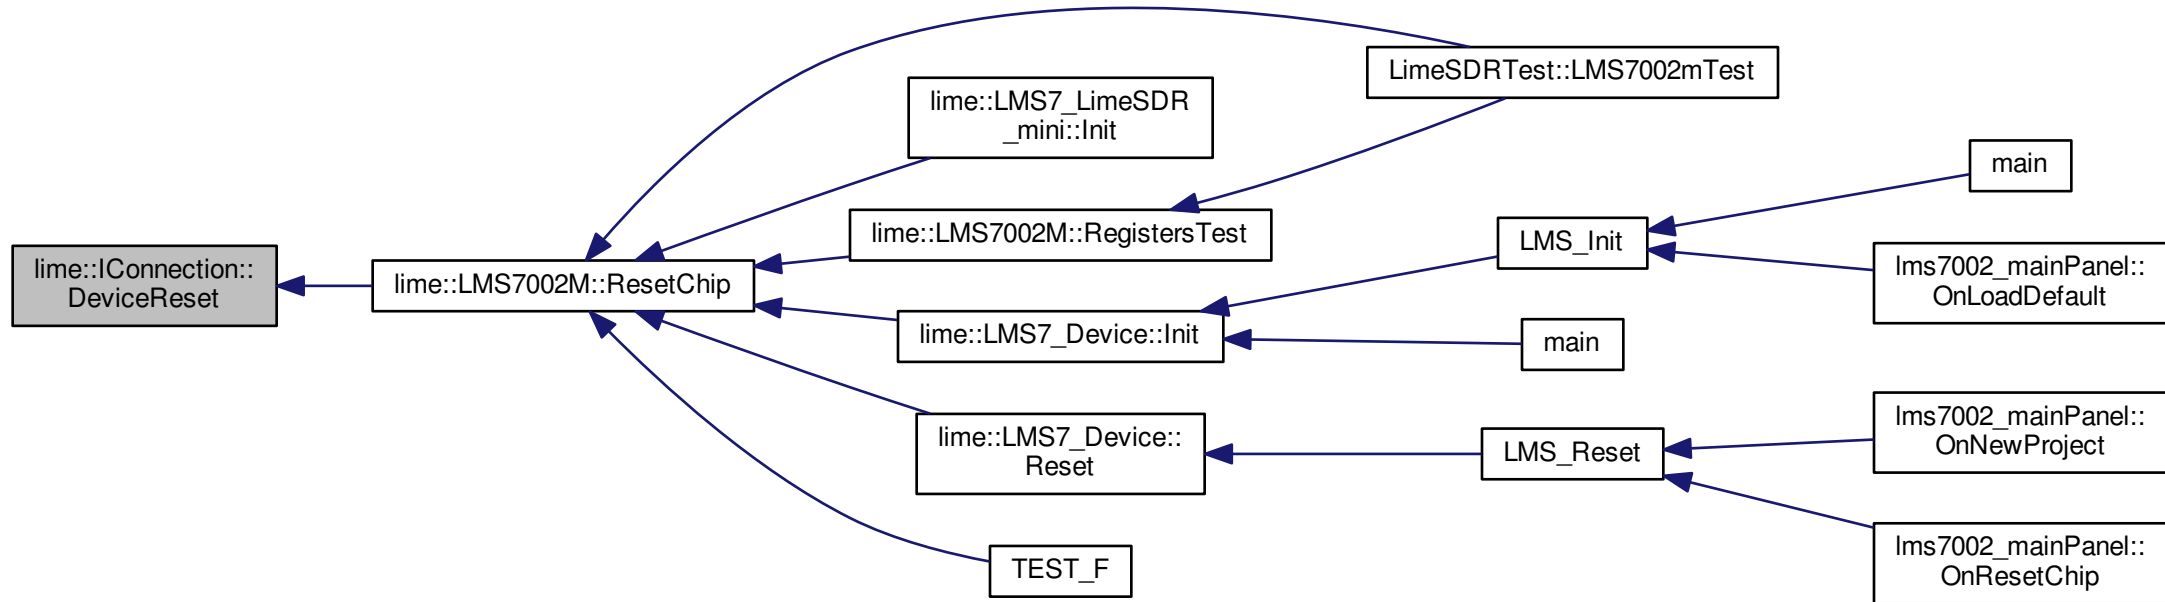 lime::IConnection::
DeviceReset
lime::LMS7002M::ResetChip
LimeSDRTest::LMS7002mTest
lime::LMS7_LimeSDR
_mini::Init
lime::LMS7002M::RegistersTest
lime::LMS7_Device::Init
lime::LMS7_Device::
Reset
TEST_F
LMS_Init
main
LMS_Reset
main
lms7002_mainPanel::
OnLoadDefault
lms7002_mainPanel::
OnNewProject
lms7002_mainPanel::
OnResetChip